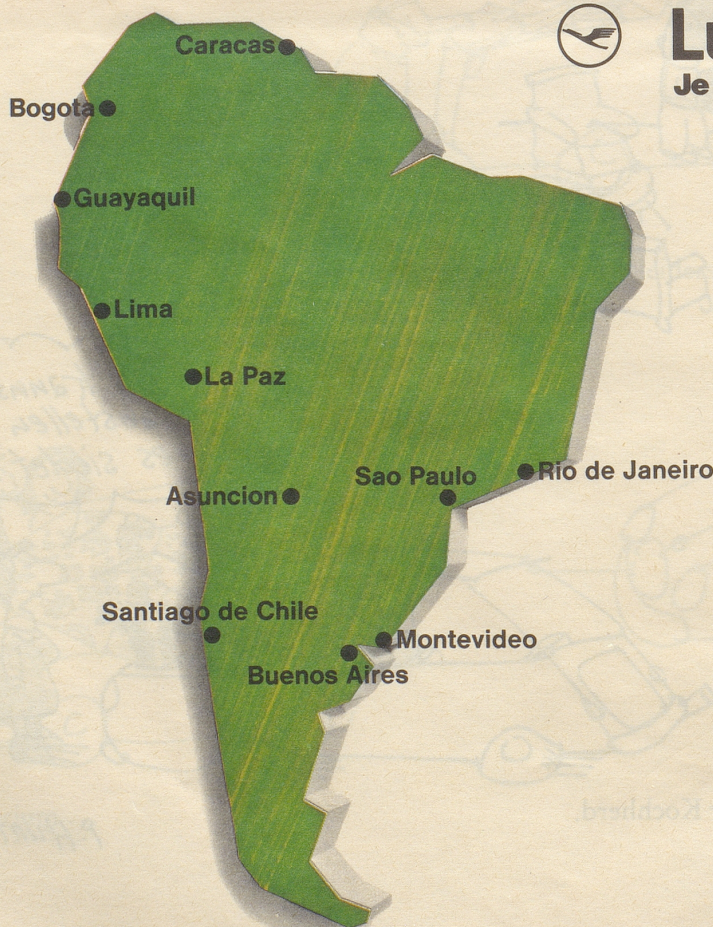 Lu
Je
Caracas
Bogota
Guayaquil
Lima
La Paz
Sao Paulo
Rio de Janeiro
Asuncion
Santiago de Chile
Montevideo
Buenos Aires